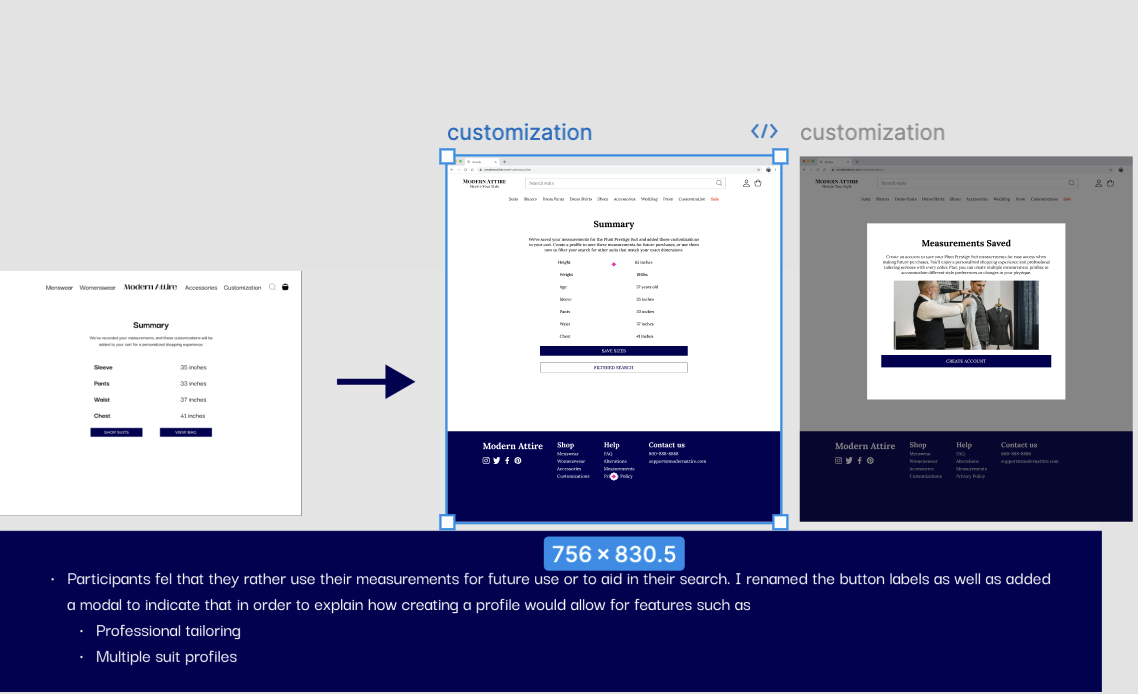 customization
</>
customization
MODERN ATTIRE
Search suits
Suits Blazers Dress Pants Dress Shirts Shoes Accessories Wedding Prom Customization Sale
Summary
We've saved your measurements for the Plant Prestige Suit and added these customizations
to your cart. Create a profile to save these measurements for future purchases, or use them
now to filter your search for other suits that match your exact dimensions
Height 62 inches
Weight
Age 27 years old
Sleeve 35 inches
Pants 33 inches
Waist 37 inches
Chest 41 inches
SAVE SIZES
FILTERED SEARCH
Modern Attire
Shop
Menswear
Womenswear
Accessories
Customizations
Help
FAQ
Alterations
Measurements
Policy
Contact us
800-888-8888
support@modernattire.com
MODERN ATTIRE
Search suits
Suits Blazers Dress Pants Dress Shirts Shoes Accessories Wedding Prom Customization Sale
Measurements Saved
Create an account to save your Plant Prestige Suit measurements for easy access when
making future purchases. You'll enjoy a personalized shopping experience and professional
tailoring services with every order. Plus, you can create multiple measurement profiles to
accommodate different style preferences or changes in your physique.
CREATE ACCOUNT
Modern Attire
Shop
Menswear
Womenswear
Accessories
Customizations
Help
FAQ
Alterations
Measurements
Privacy Policy
Contact us
800-888-8888
support@modernattire.com
Menswear Womenswear Modern Attire Accessories Customization
Summary
We've recorded your measurements, and these customizations will be
added to your cart for a personalized shopping experience.
Sleeve 35 inches
Pants 33 inches
Waist 37 inches
Chest 41 inches
SHOP SUITS VIEW BAG
756 × 830.5
• Participants fel that they rather use their measurements for future use or to aid in their search. I renamed the button labels as well as added
a modal to indicate that in order to explain how creating a profile would allow for features such as
• Professional tailoring
• Multiple suit profiles